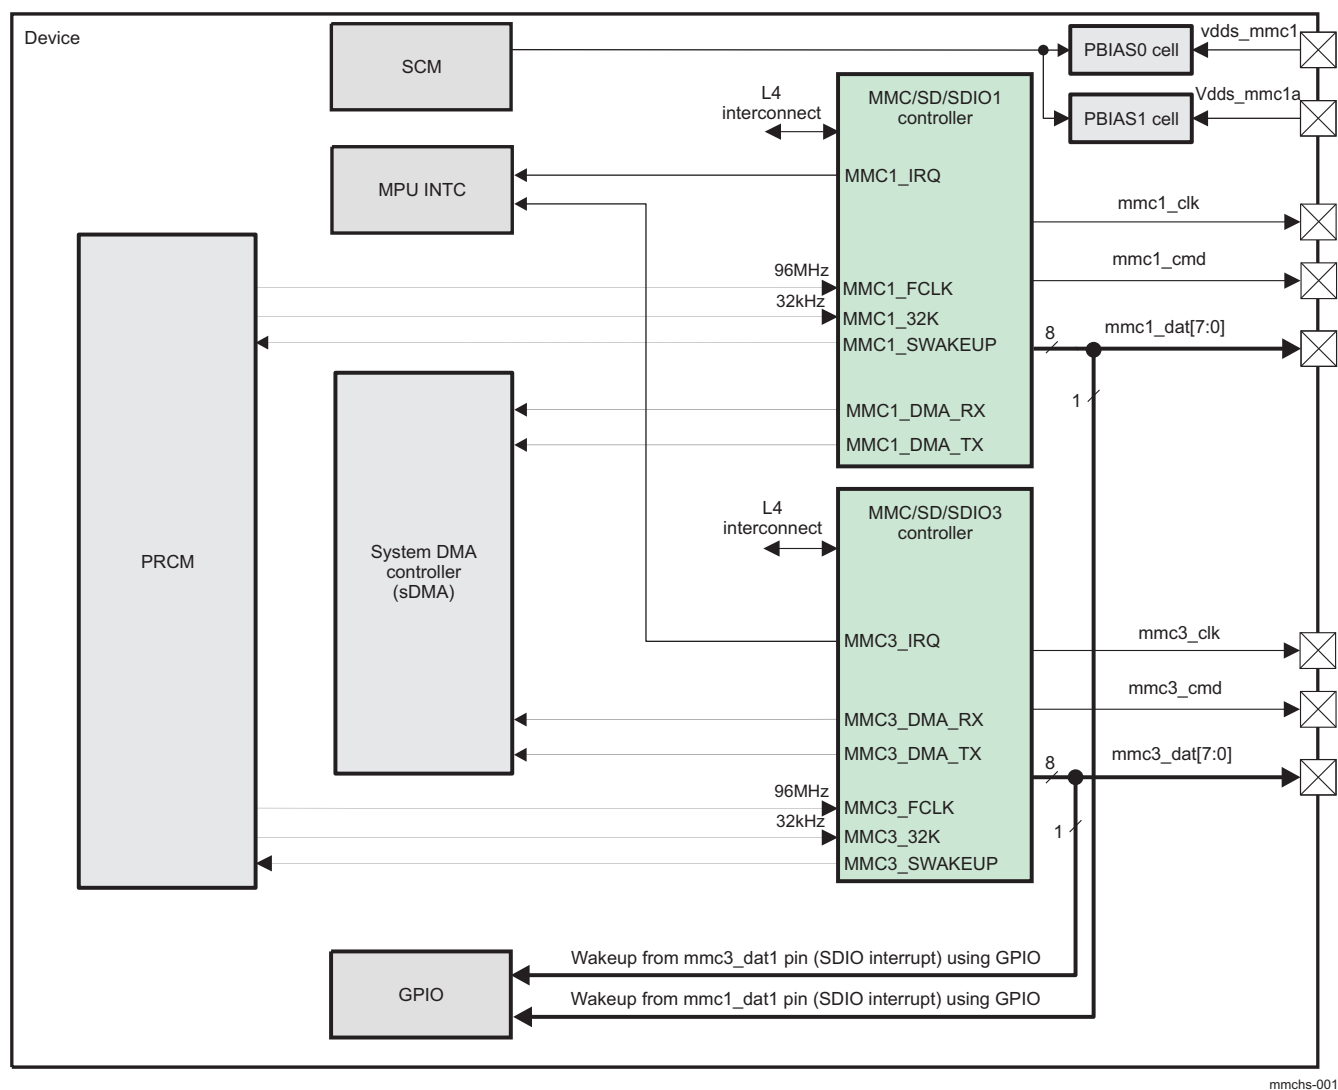 Device
SCM
PBIAS0 cell
vdds_mmc1
PBIAS1 cell
Vdds_mmc1a
L4
interconnect
MMC/SD/SDIO1
controller
MPU INTC
MMC1_IRQ
mmc1_clk
mmc1_cmd
96MHz
MMC1_FCLK
32kHz
MMC1_32K
MMC1_SWAKEUP
8
mmc1_dat[7:0]
1
MMC1_DMA_RX
MMC1_DMA_TX
PRCM
System DMA
controller
(sDMA)
L4
interconnect
MMC/SD/SDIO3
controller
MMC3_IRQ
mmc3_clk
mmc3_cmd
MMC3_DMA_RX
MMC3_DMA_TX
8
mmc3_dat[7:0]
96MHz
MMC3_FCLK
32kHz
MMC3_32K
1
MMC3_SWAKEUP
GPIO
Wakeup from mmc3_dat1 pin (SDIO interrupt) using GPIO
Wakeup from mmc1_dat1 pin (SDIO interrupt) using GPIO
mmchs-001